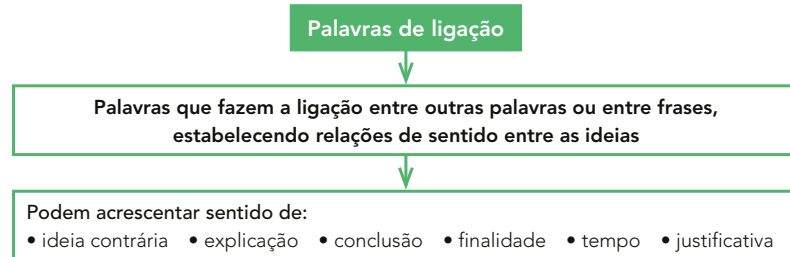 Palavras de ligação
Palavras que fazem a ligação entre outras palavras ou entre frases,
estabelecendo relações de sentido entre as ideias
Podem acrescentar sentido de:
• ideia contrária • explicação • conclusão • finalidade • tempo • justificativa